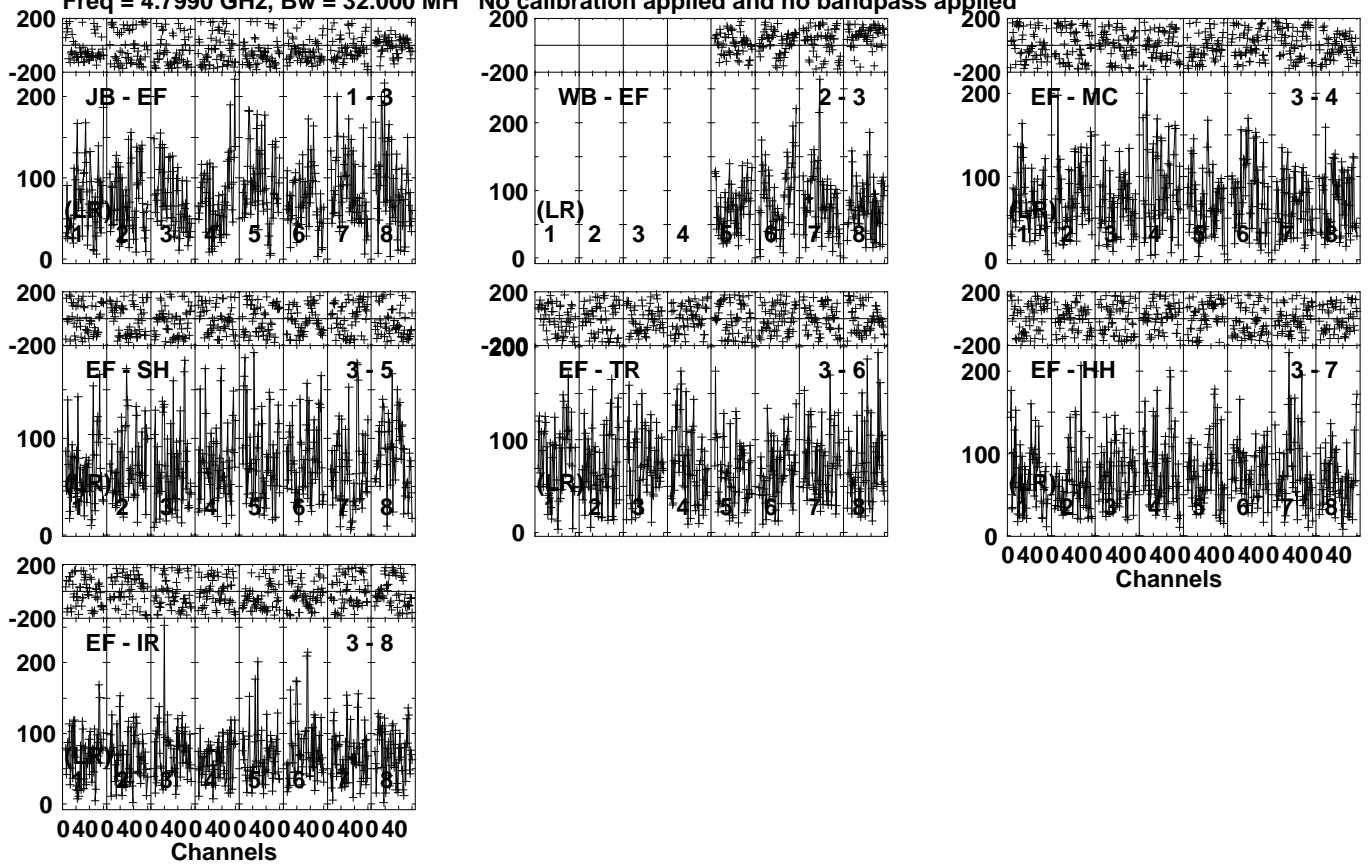 Freq = 4.7990 GHz, Bw = 32.000 MH No calibration applied and no bandpass applied
200
-200
JB - EF 1 - 3
200
100
0
(LR)
1 2 3 4 5 6 7 8
200
-200
WB - EF 2 - 3
200
100
0
(LR)
1 2 3 4 5 6 7 8
200
-200
EF - MC 3 - 4
200
100
0
(LR)
1 2 3 4 5 6 7 8
200
-200
EF - SH 3 - 5
100
0
(LR)
1 2 3 4 5 6 7 8
200
-200
200
EF - TR 3 - 6
100
0
(LR)
1 2 3 4 5 6 7 8
200
-200
EF - HH 3 - 7
200
100
0
(LR)
1 2 3 4 5 6 7 8
0 40 0 40 0 40 0 40 0 40 0 40 0 40 0 40
Channels
200
-200
EF - IR 3 - 8
200
100
0
(LR)
1 2 3 4 5 6 7 8
0 40 0 40 0 40 0 40 0 40 0 40 0 40 0 40
Channels